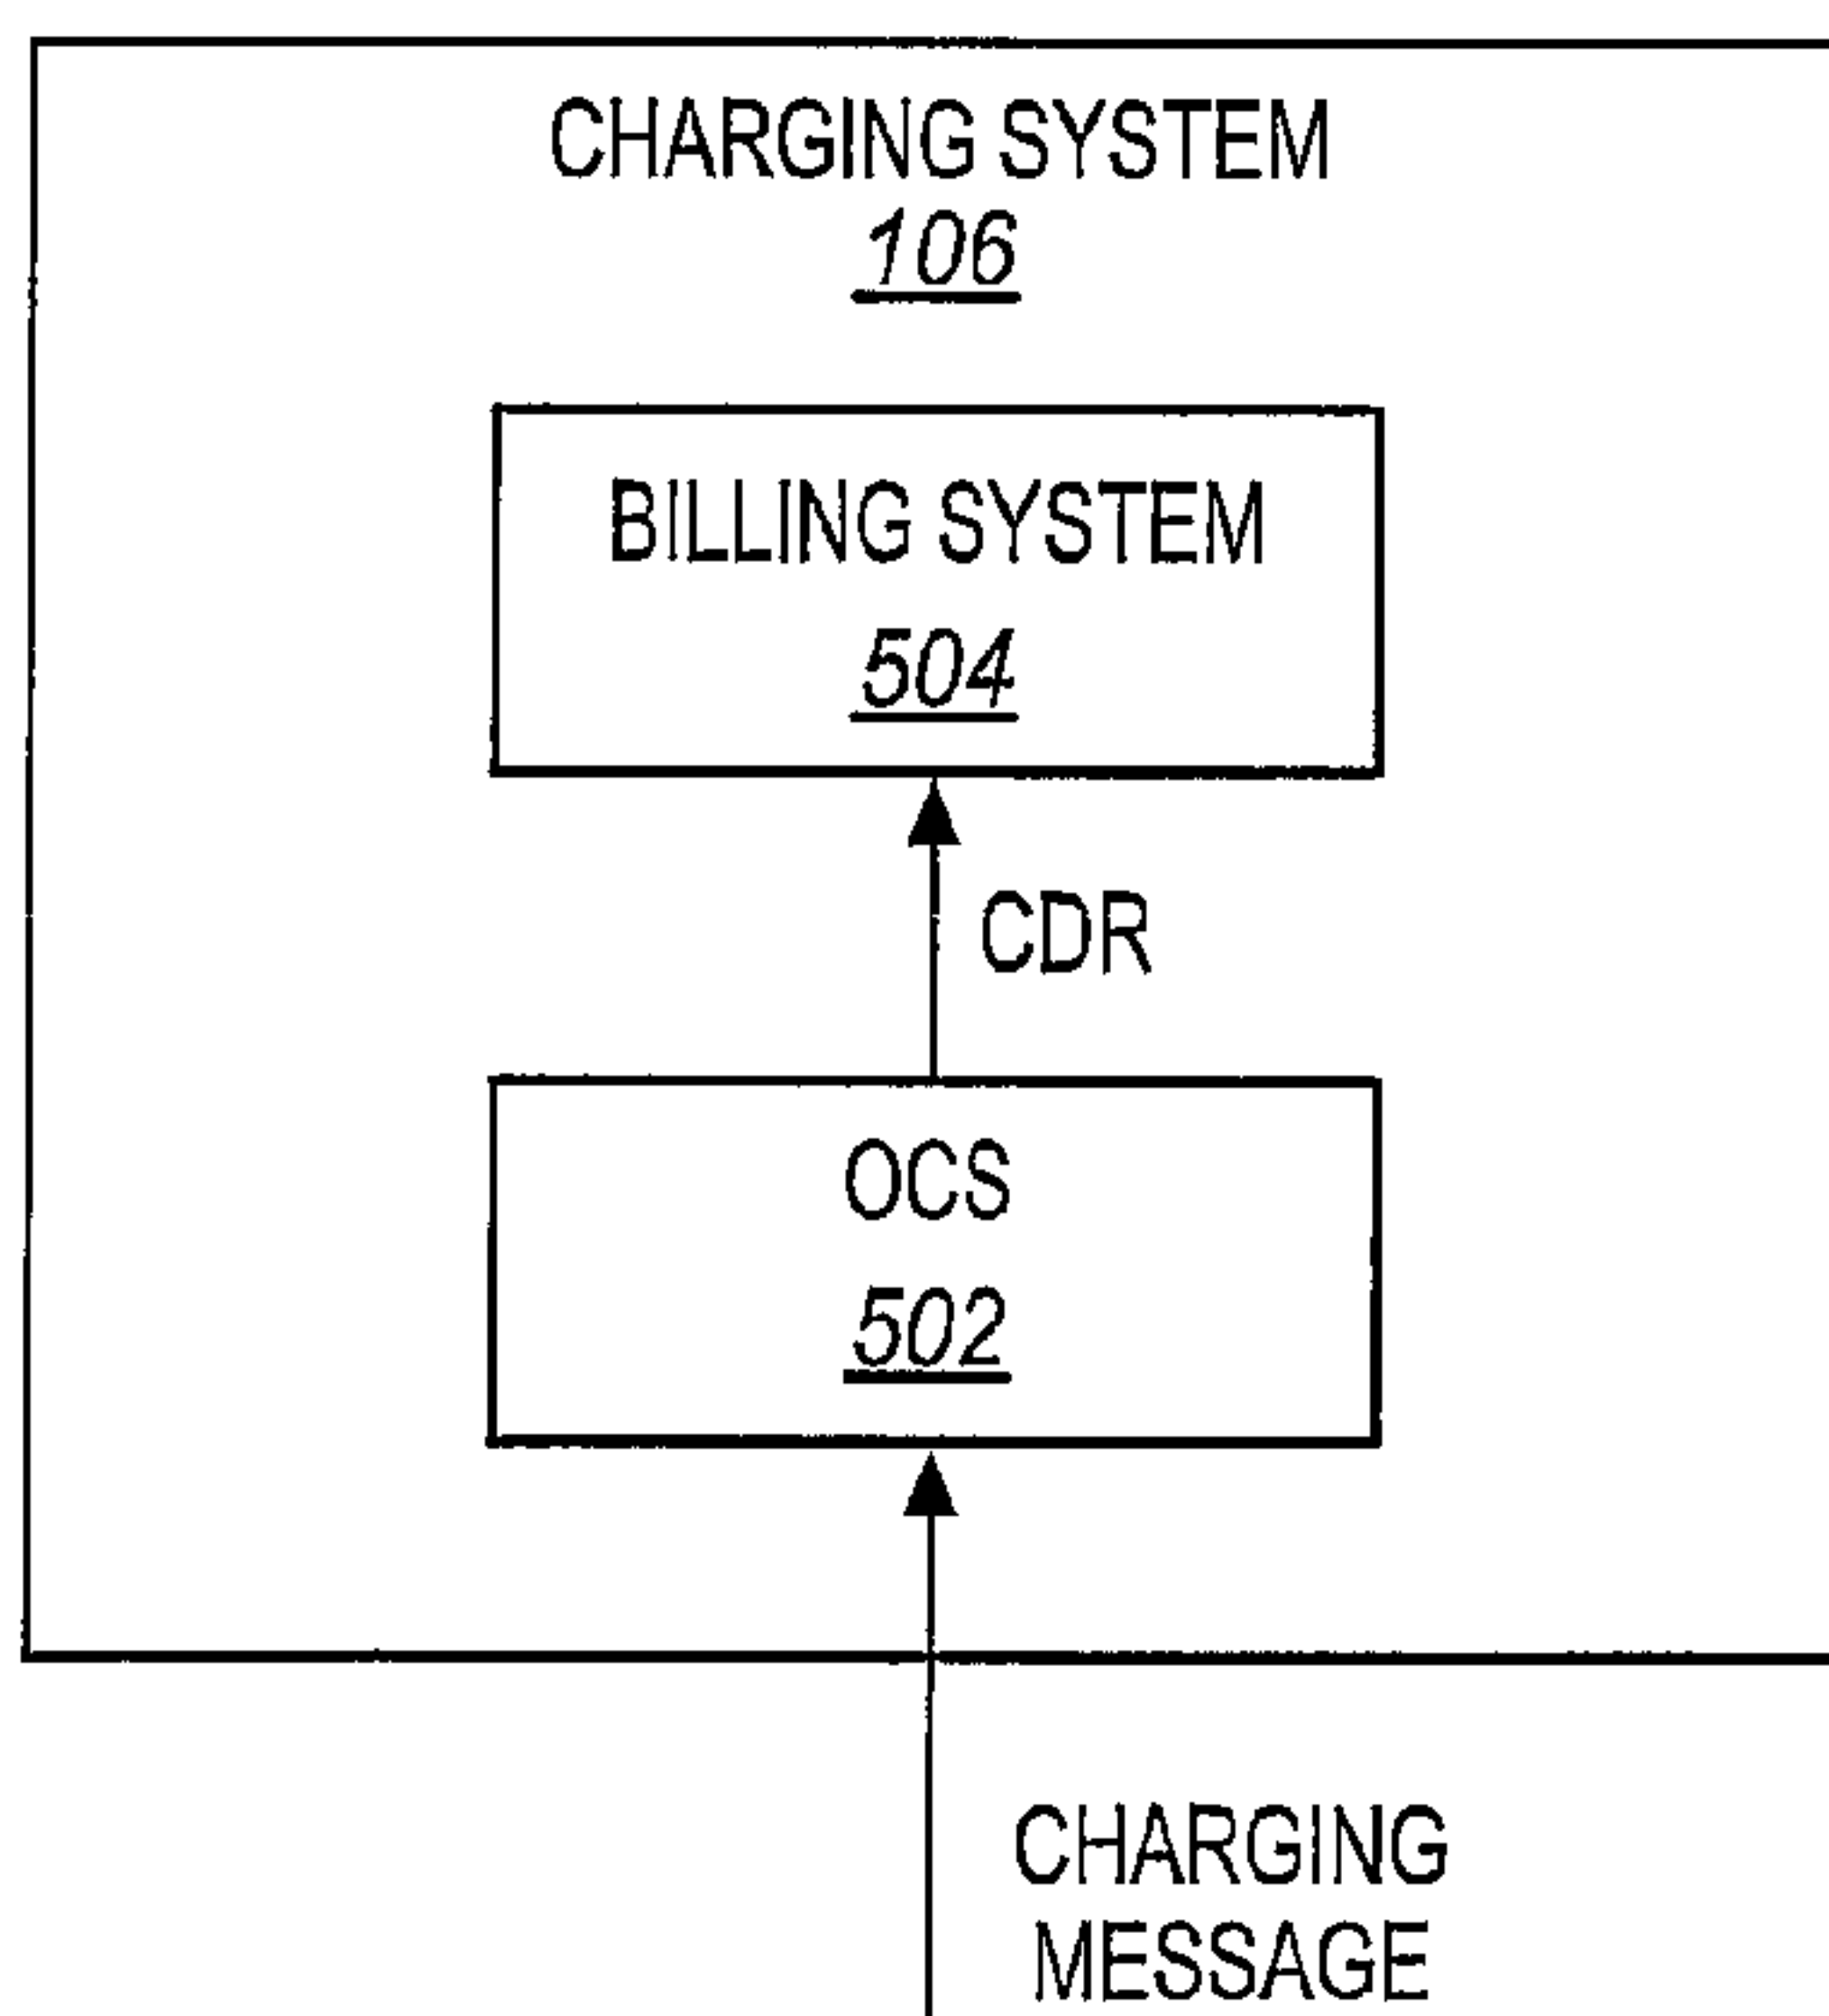 CHARGING SYSTEM
106
BILLING SYSTEM
504
CDR
OCS
502
CHARGING
MESSAGE